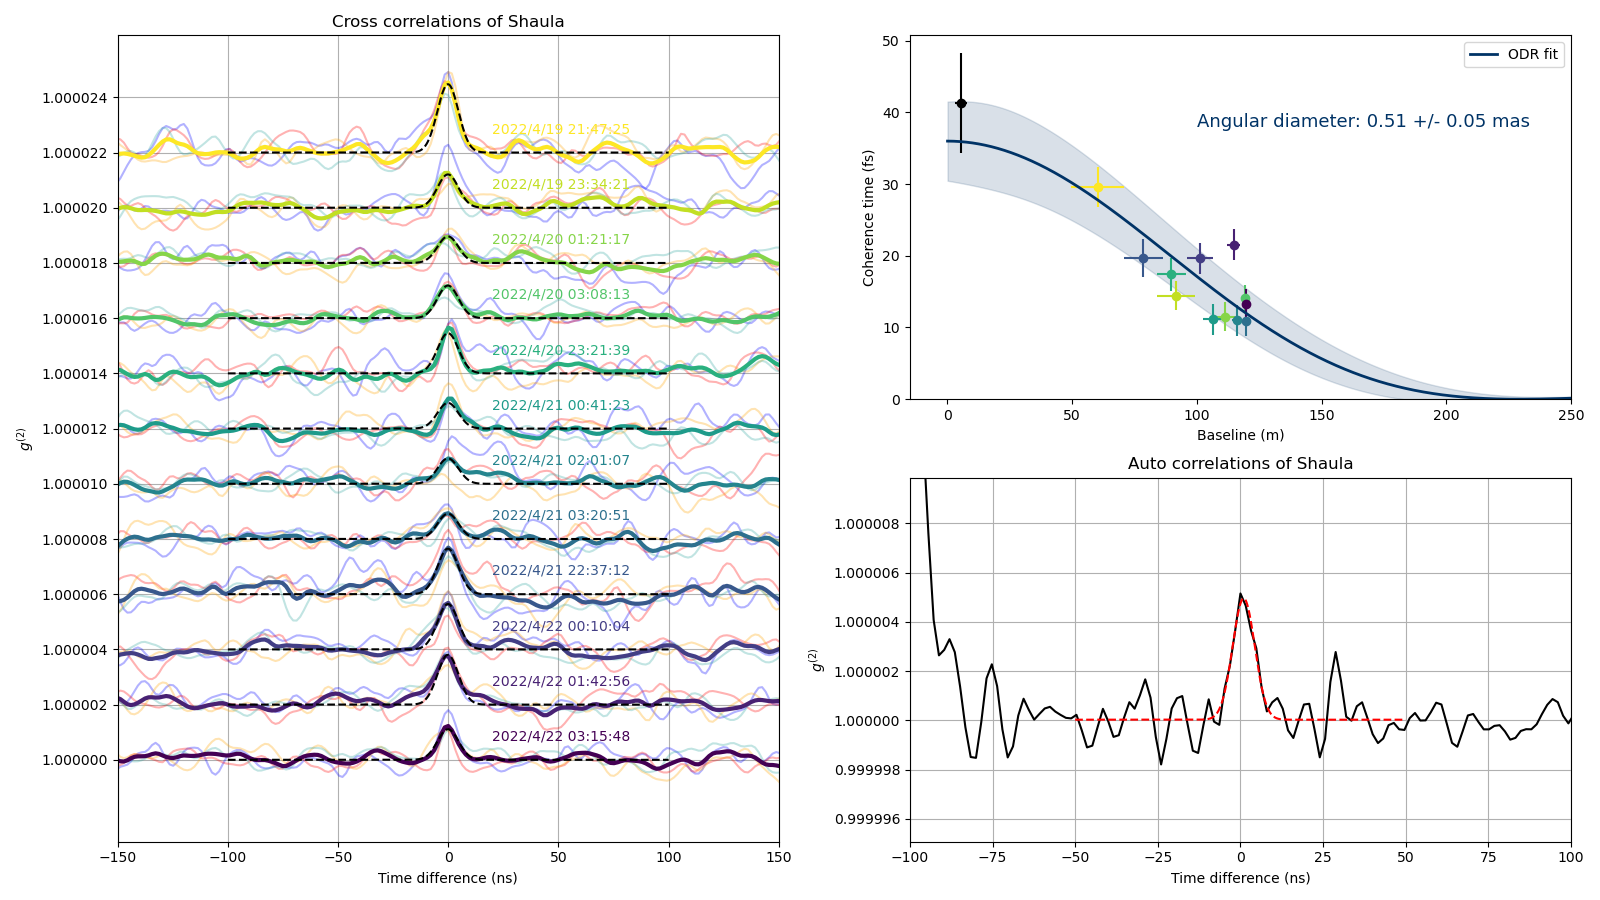 Cross correlations of Shaula
1.000024
2022/4/19 21:47:25
1.000022
2022/4/19 23:34:21
1.000020
2022/4/20 01:21:17
1.000018
2022/4/20 03:08:13
1.000016
2022/4/20 23:21:39
1.000014
2022/4/21 00:41:23
1.000012
g(2)
2022/4/21 02:01:07
1.000010
2022/4/21 03:20:51
1.000008
2022/4/21 22:37:12
1.000006
2022/4/22 00:10:04
1.000004
2022/4/22 01:42:56
1.000002
2022/4/22 03:15:48
1.000000
−150 −100 −50 0 50 100 150
Time difference (ns)
50
ODR fit
40
Angular diameter: 0.51 +/- 0.05 mas
30
Coherence time (fs)
20
10
0
0 50 100 150 200 250
Baseline (m)
Auto correlations of Shaula
1.000008
1.000006
1.000004
g(2)
1.000002
1.000000
0.999998
0.999996
−100 −75 −50 −25 0 25 50 75 100
Time difference (ns)